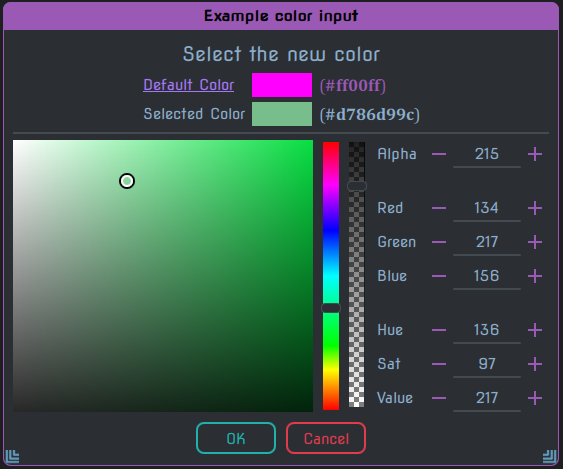 Example color input
Select the new color
Default Color (#ff00ff)
Selected Color (#d786d99c)
Alpha 215
Red 134
Green 217
Blue 156
Hue 136
Sat 97
Value 217
OK Cancel